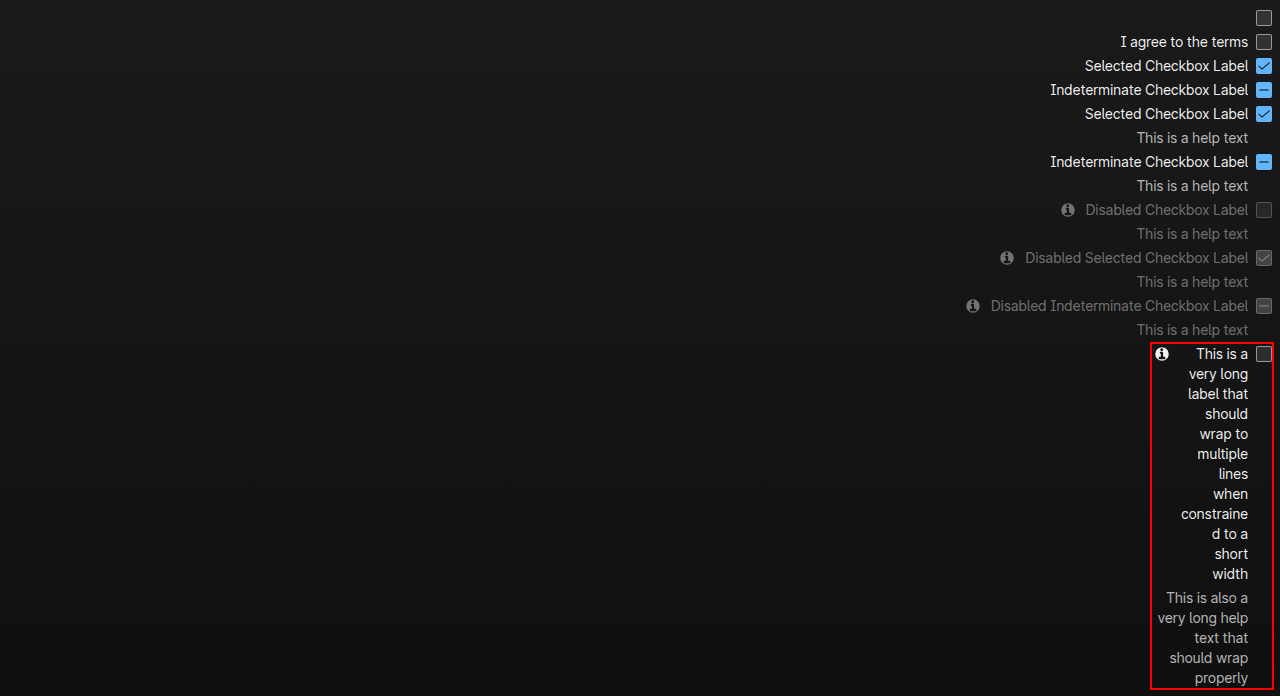 I agree to the terms
Selected Checkbox Label
Indeterminate Checkbox Label
Selected Checkbox Label
This is a help text
Indeterminate Checkbox Label
This is a help text
Disabled Checkbox Label
This is a help text
Disabled Selected Checkbox Label
This is a help text
Disabled Indeterminate Checkbox Label
This is a help text
This is a
very long
label that
should
wrap to
multiple
lines
when
constraine
d to a
short
width
This is also a
very long help
text that
should wrap
properly